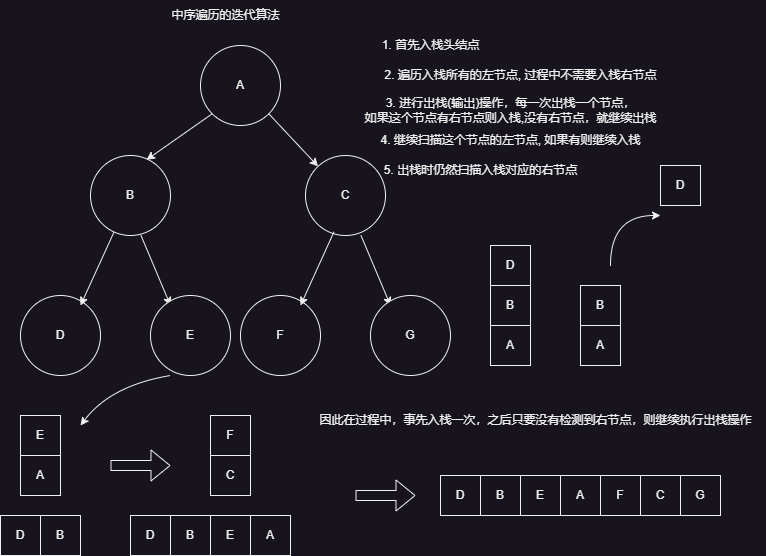 中序遍历的迭代算法
1. 首先入栈头结点
2. 遍历入栈所有的左节点, 过程中不需要入栈右节点
3. 进行出栈(输出)操作，每一次出栈一个节点，
如果这个节点有右节点则入栈,没有右节点，就继续出栈
4. 继续扫描这个节点的左节点, 如果有则继续入栈
5. 出栈时仍然扫描入栈对应的右节点
A
B
C
D
E
F
G
D
B
A
D
B
A
因此在过程中，事先入栈一次，之后只要没有检测到右节点，则继续执行出栈操作
E
A
F
C
D B
D B E A
D B E A F C G